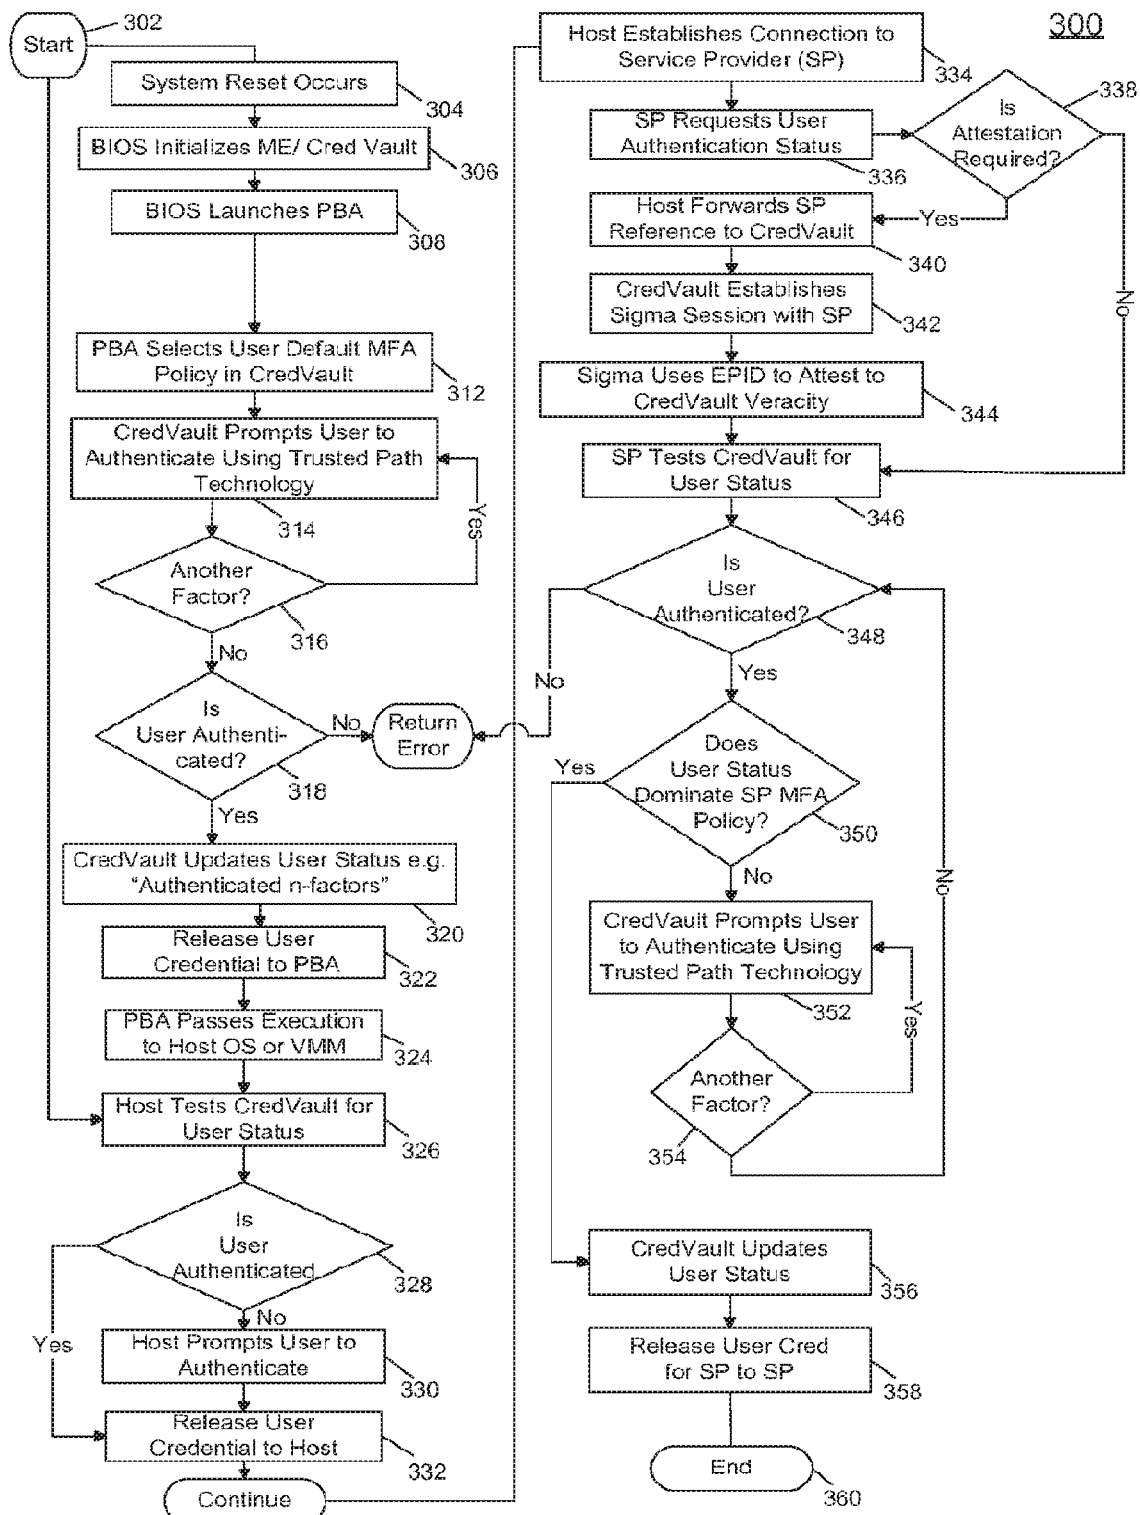 300
Start
302
System Reset Occurs
304
BIOS Initializes ME/ Cred Vault
306
BIOS Launches PBA
308
PBA Selects User Default MFA
Policy in CredVault
312
CredVault Prompts User to
Authenticate Using Trusted Path
Technology
314
Yes
Another
Factor?
316
No
Is
User Authenti-
cated?
318
No
Return
Error
Yes
CredVault Updates User Status e.g.
“Authenticated n-factors”
320
Release User
Credential to PBA
322
PBA Passes Execution
to Host OS or VMM
324
Host Tests CredVault for
User Status
326
Is
User
Authenticated
328
No
Yes
Host Prompts User to
Authenticate
330
Release User
Credential to Host
332
Continue
Host Establishes Connection to
Service Provider (SP)
334
SP Requests User
Authentication Status
336
Is
Attestation
Required?
338
Yes
No
Host Forwards SP
Reference to CredVault
340
CredVault Establishes
Sigma Session with SP
342
Sigma Uses EPID to Attest to
CredVault Veracity
344
SP Tests CredVault for
User Status
346
Is
User
Authenticated?
348
No
Yes
Does
User Status
Dominate SP MFA
Policy?
350
Yes
No
CredVault Prompts User
to Authenticate Using
Trusted Path Technology
352
Yes
Another
Factor?
354
No
CredVault Updates
User Status
356
Release User Cred
for SP to SP
358
End
360